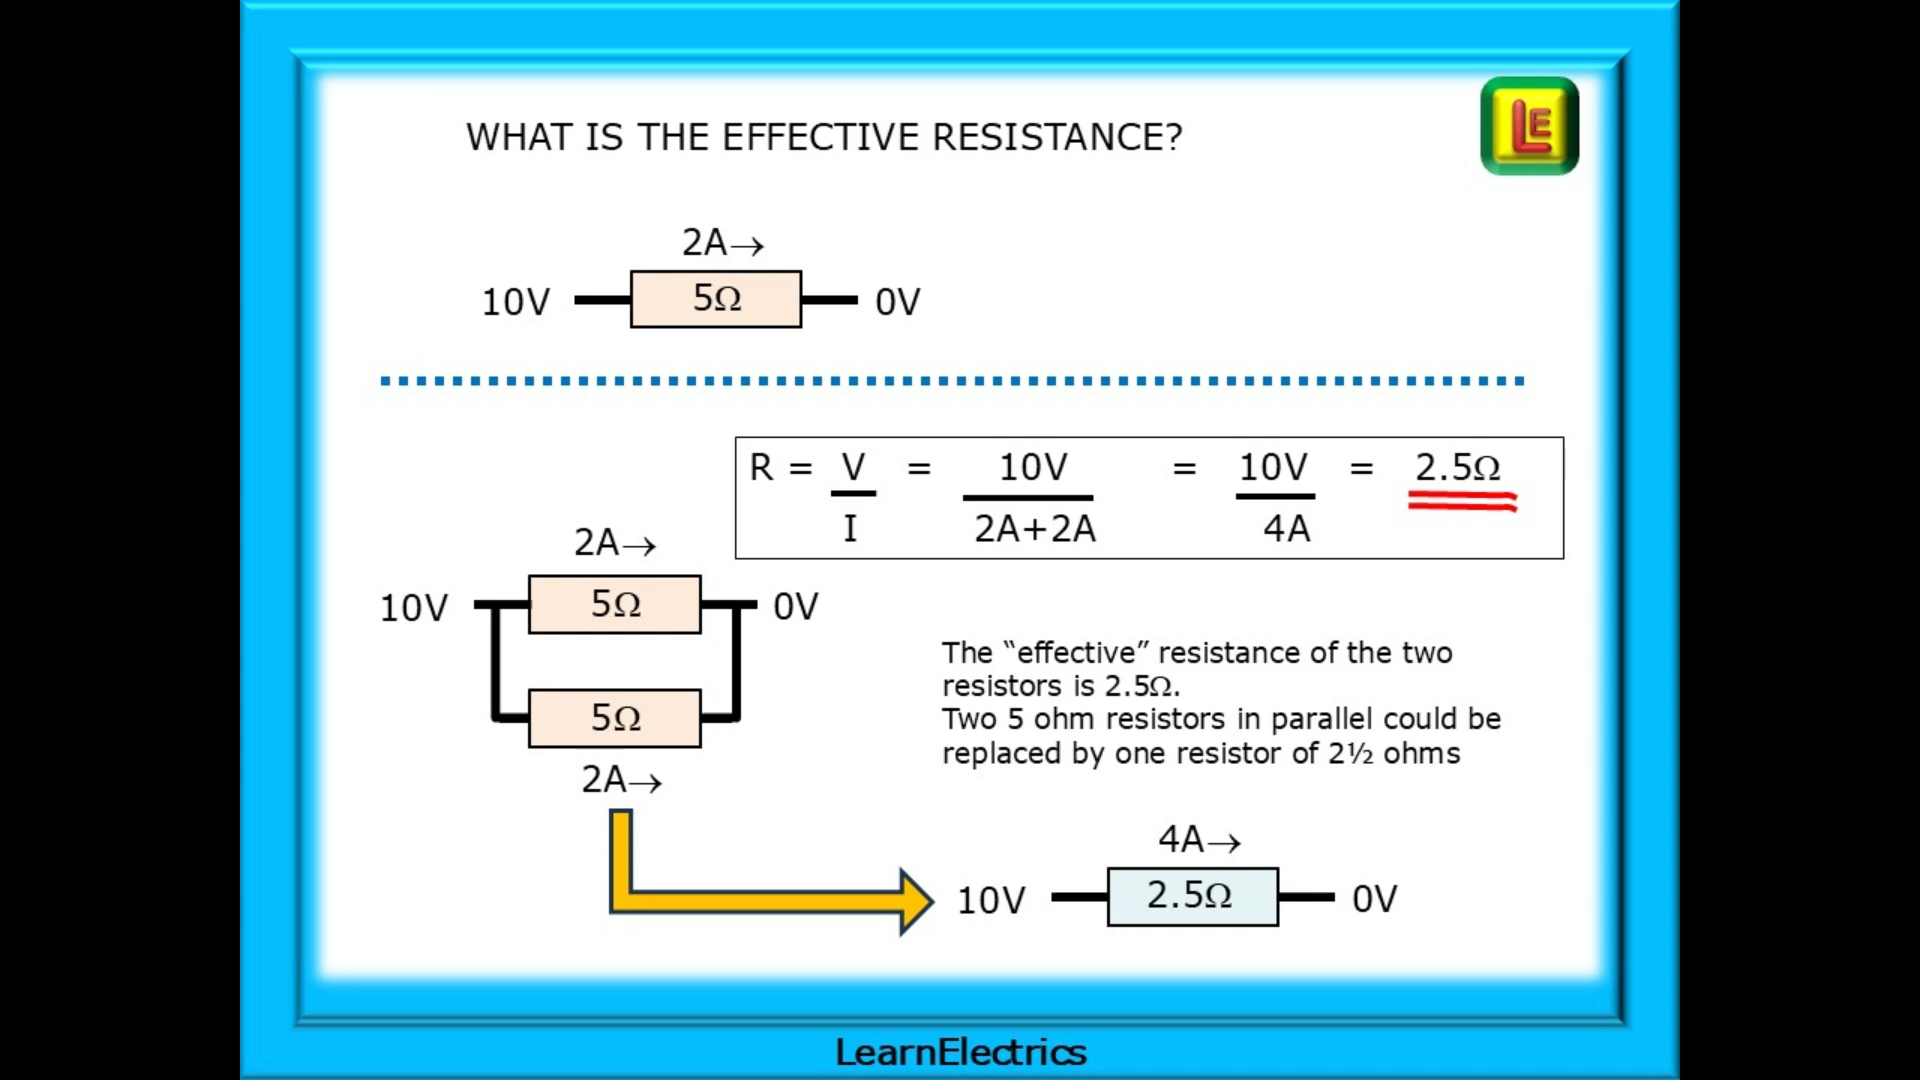 WHAT IS THE EFFECTIVE RESISTANCE?
LE
2A→
10V 5Ω 0V
R = V = 10V = 10V = 2.5Ω
I 2A+2A 4A
2A→
10V 5Ω 0V
5Ω
2A→
The “effective” resistance of the two
resistors is 2.5Ω.
Two 5 ohm resistors in parallel could be
replaced by one resistor of 2½ ohms
4A→
10V 2.5Ω 0V
LearnElectrics